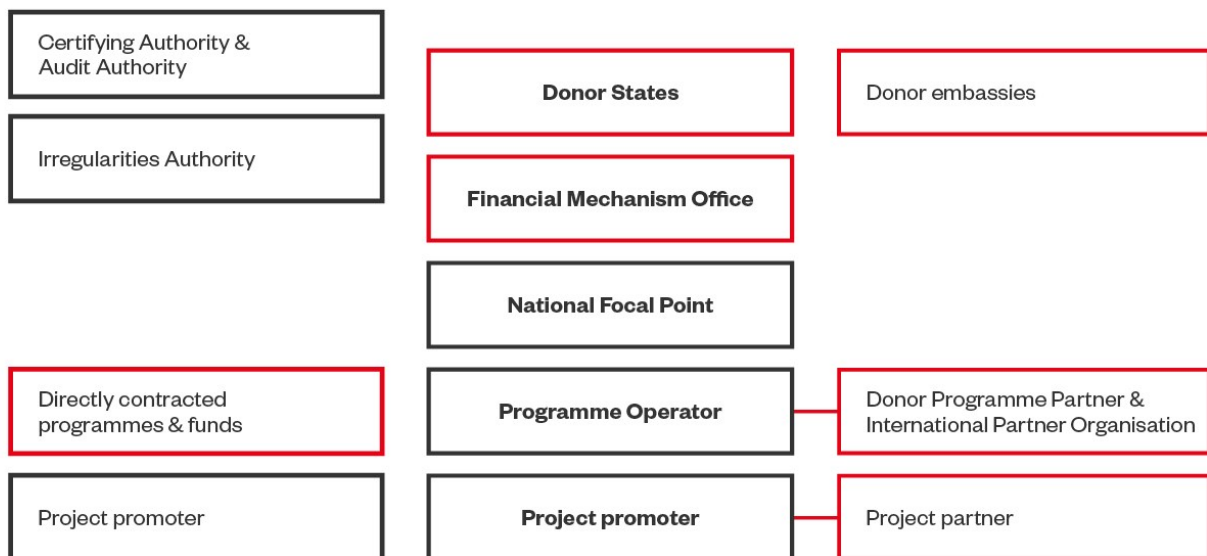 Certifying Authority &
Audit Authority
Irregularities Authority
Donor States
Donor embassies
Financial Mechanism Office
National Focal Point
Directly contracted
programmes & funds
Programme Operator
Donor Programme Partner &
International Partner Organisation
Project promoter
Project promoter
Project partner